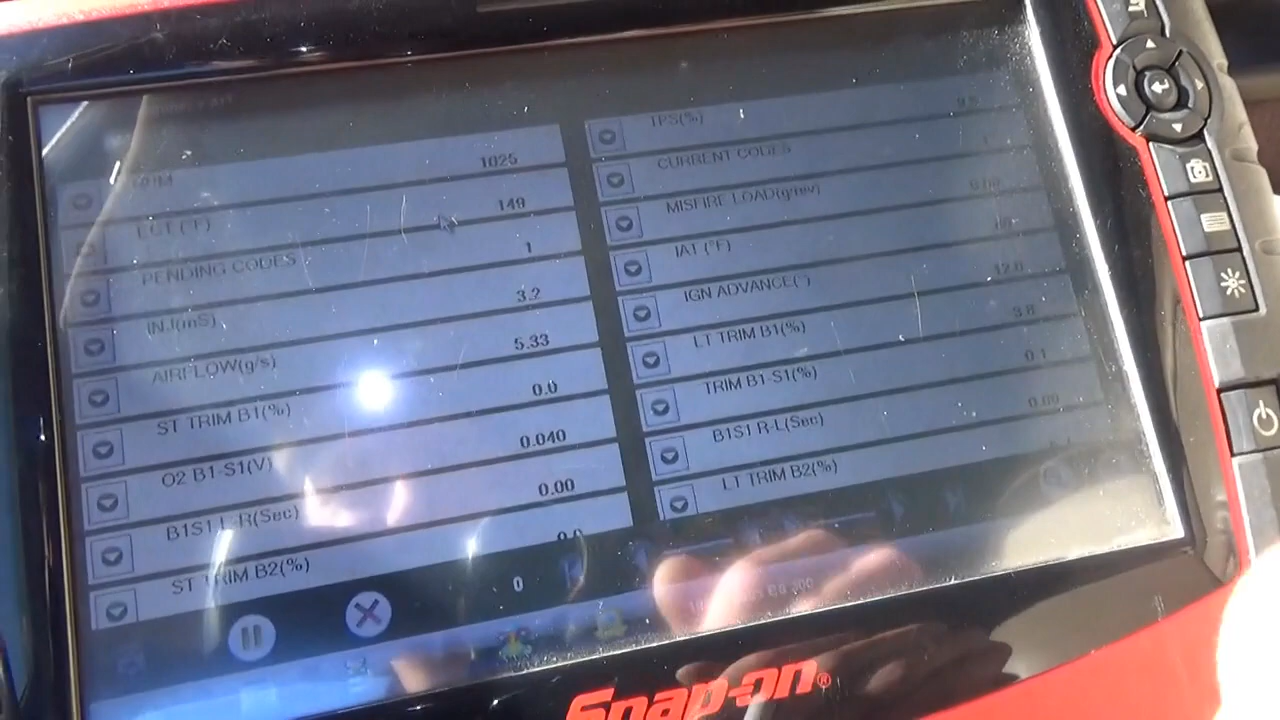 RPM 1025
ECT (°F) 149
PENDING CODES 1
INJ(mS) 3.2
AIRFLOW(g/s) 5.33
ST TRIM B1(%) 0.0
O2 B1-S1(V) 0.040
B1S1 L-R(Sec) 0.00
ST TRIM B2(%) 0.0
TPS(%)
CURRENT CODES
MISFIRE LOAD(g/rev)
IAT (°F)
IGN ADVANCE(°) 12.0
LT TRIM B1(%) 3.8
TRIM B1-S1(%) 0.1
B1S1 R-L(Sec) 0.00
LT TRIM B2(%)
0
Snap-on®